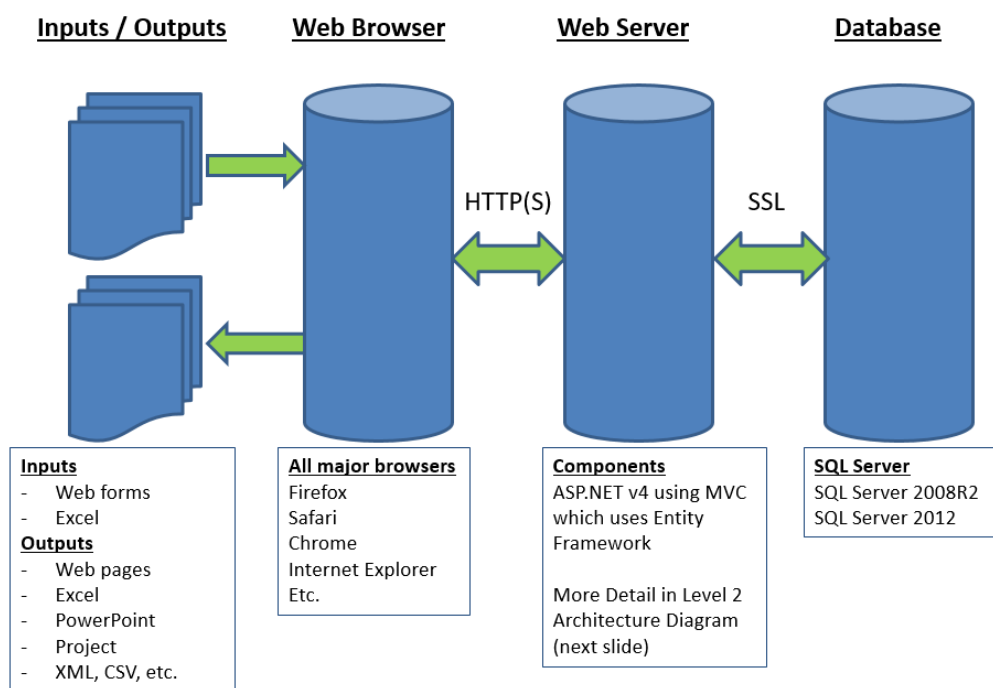 Inputs / Outputs
Web Browser
Web Server
Database
HTTP(S)
SSL
Inputs
- Web forms
- Excel
Outputs
- Web pages
- Excel
- PowerPoint
- Project
- XML, CSV, etc.
All major browsers
Firefox
Safari
Chrome
Internet Explorer
Etc.
Components
ASP.NET v4 using MVC
which uses Entity
Framework
More Detail in Level 2
Architecture Diagram
(next slide)
SQL Server
SQL Server 2008R2
SQL Server 2012